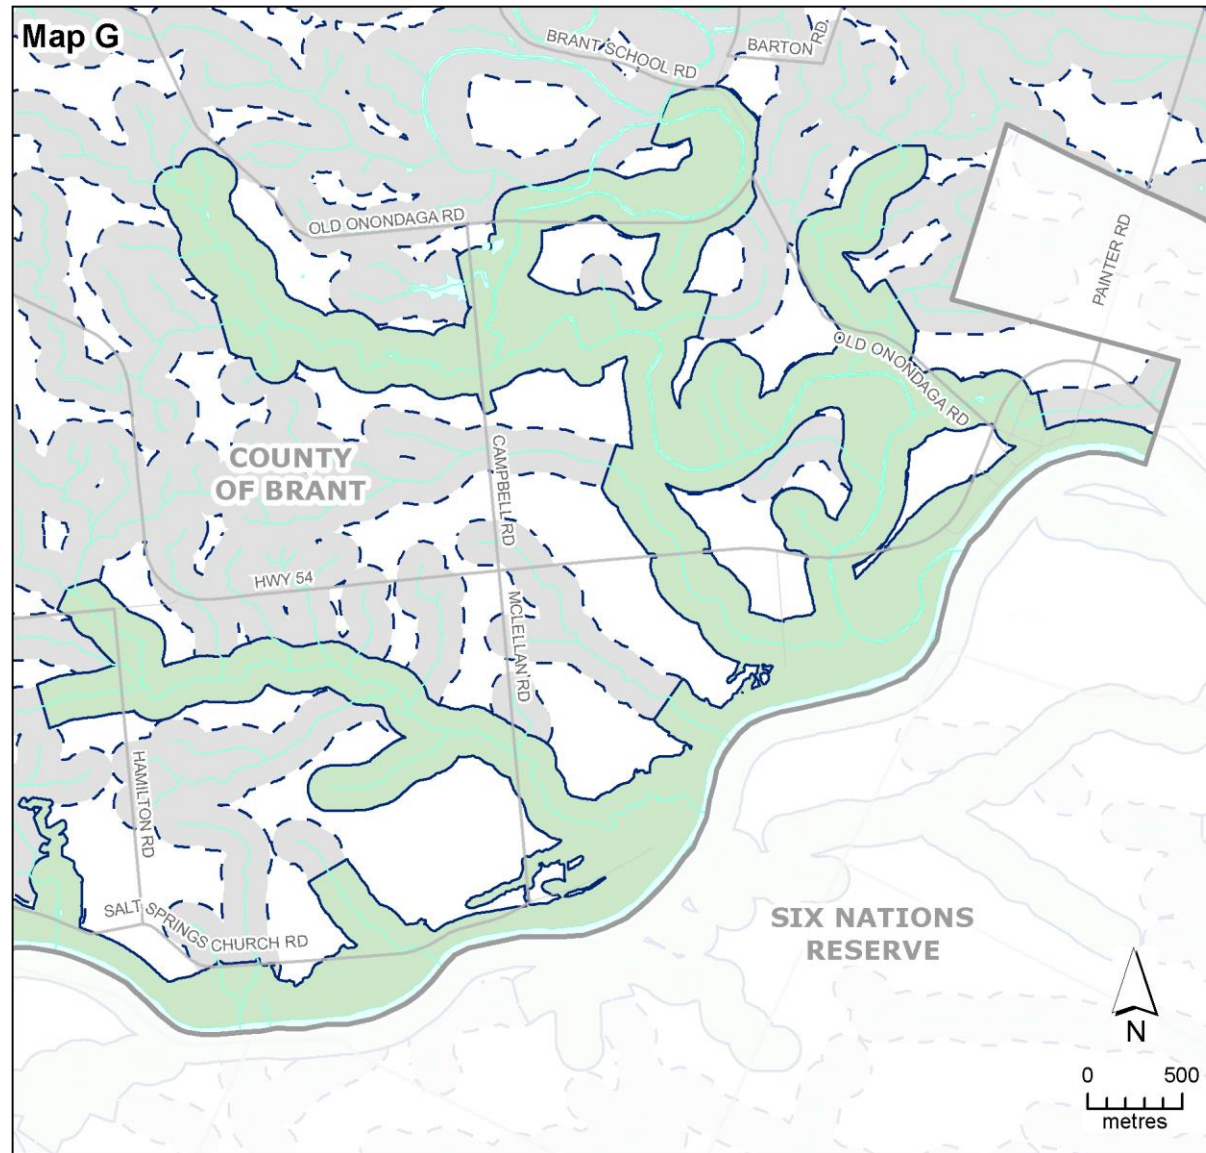 Map G
BRANT SCHOOL RD
BARTON RD.
OLD ONONDAGA RD
PAINTER RD
OLD ONONDAGA RD
COUNTY
OF BRANT
CAMPBELL RD
HWY 54
MCLELLAN RD
HAMILTON RD
SALT SPRINGS CHURCH RD
SIX NATIONS
RESERVE
N
0 500
metres